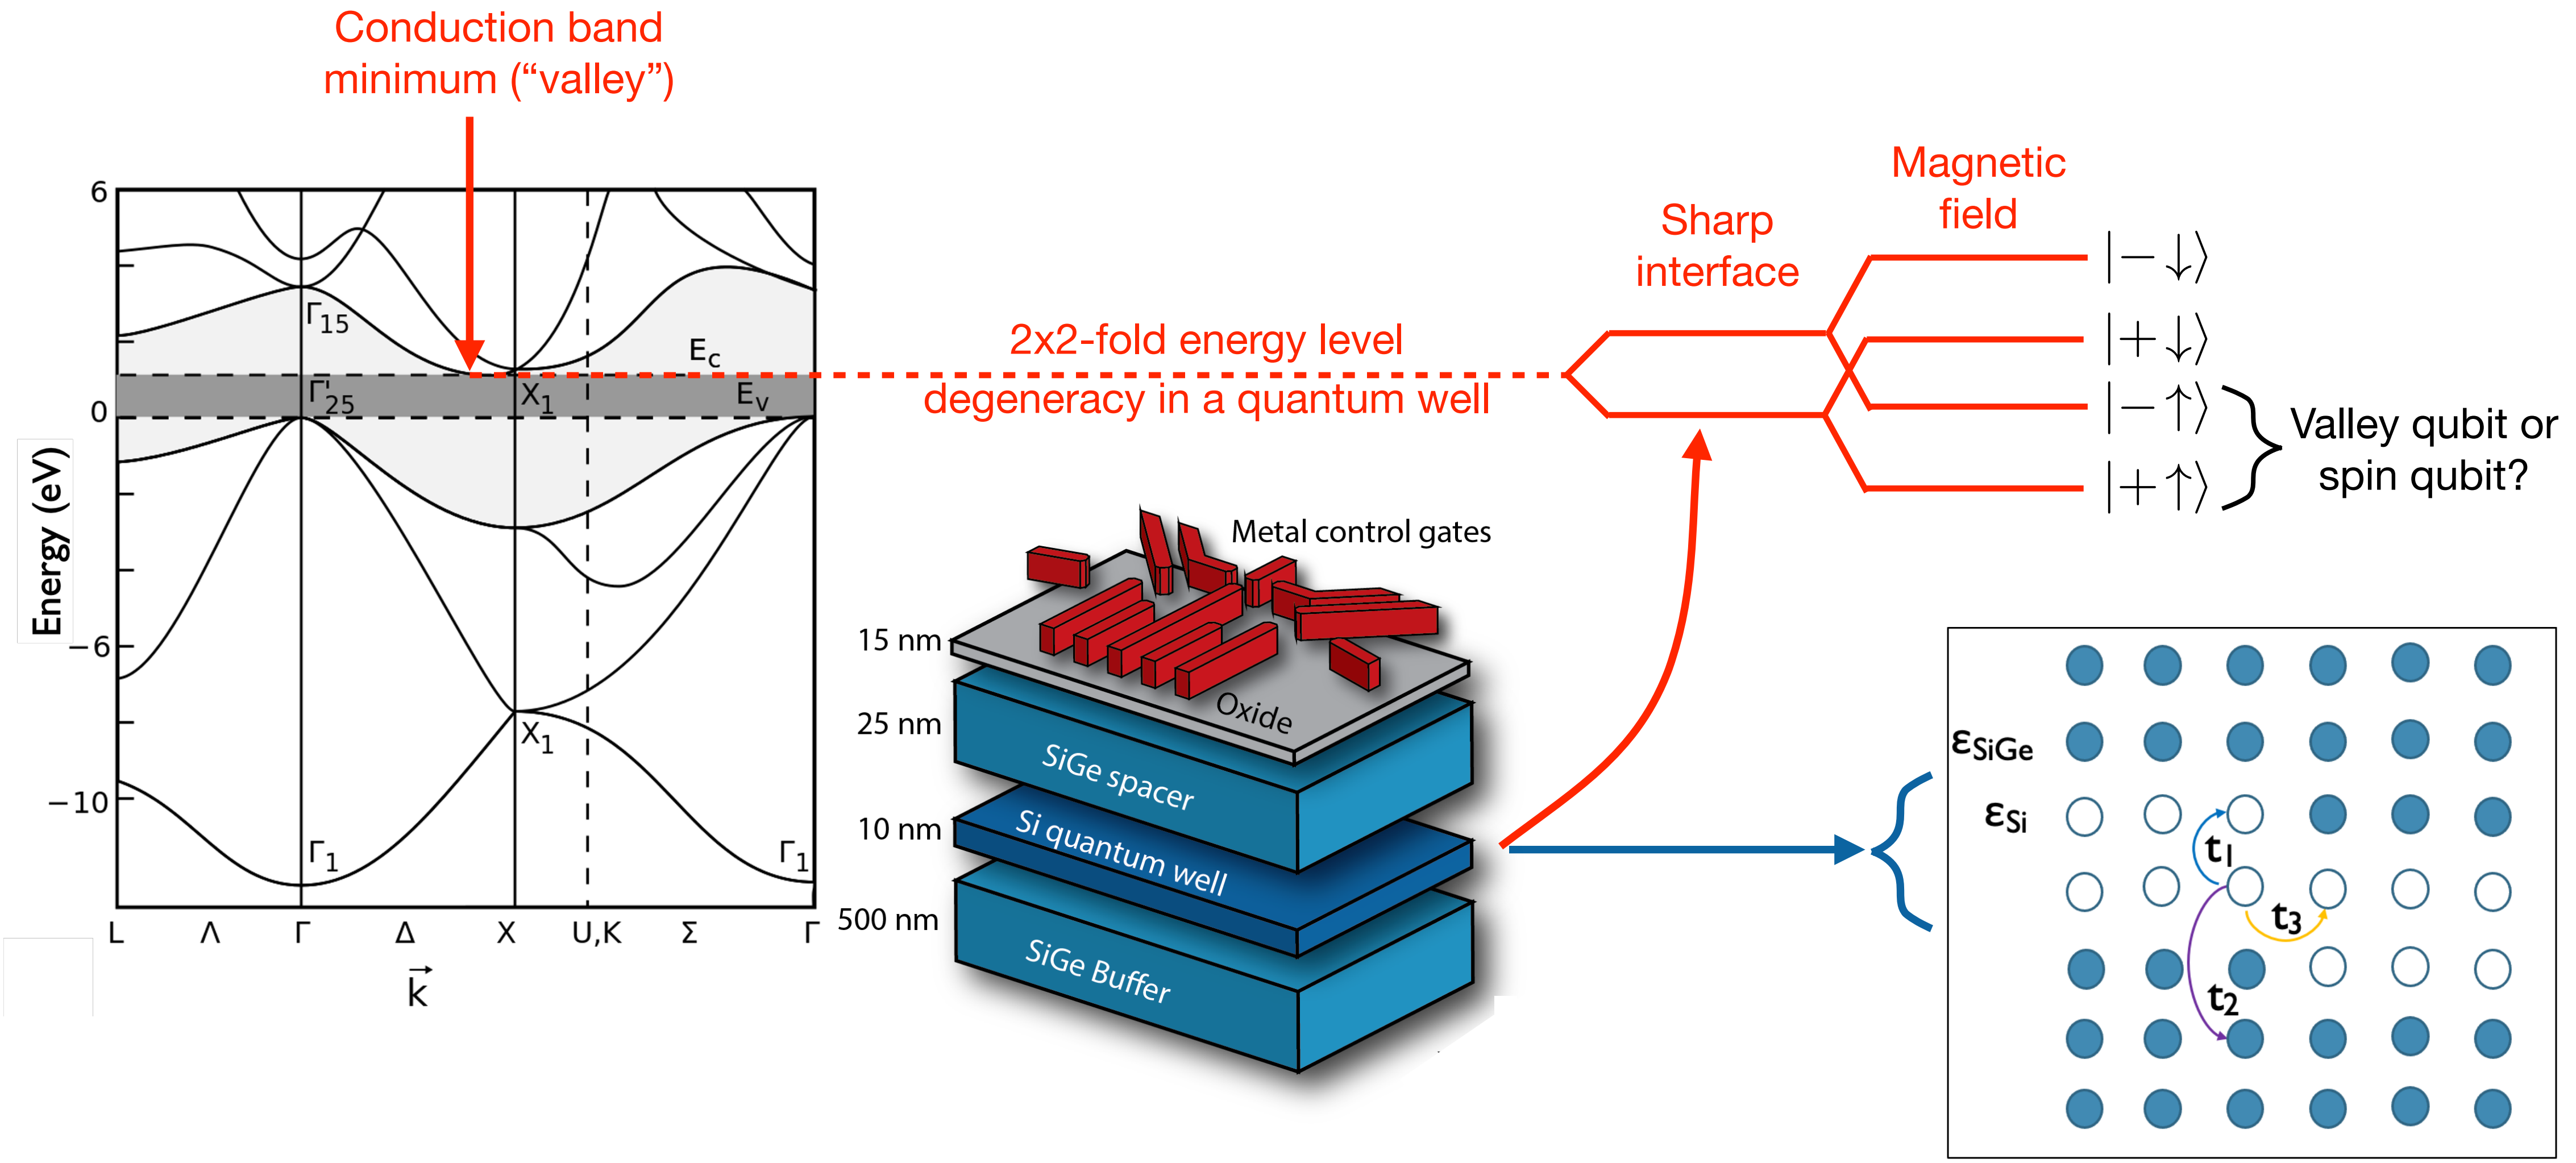 Conduction band
minimum (“valley”)
Energy (eV)
6
0
−6
−10
Γ15
Γ'25
X1
Ec
Ev
X1
Γ1
Γ1
L Λ Γ Δ X U,K Σ Γ
k
2x2-fold energy level
degeneracy in a quantum well
Sharp
interface
Magnetic
field
|− ↓⟩
|+ ↓⟩
|− ↑⟩
|+ ↑⟩
Valley qubit or
spin qubit?
Metal control gates
15 nm
Oxide
25 nm
SiGe spacer
10 nm
Si quantum well
500 nm
SiGe Buffer
εSiGe
εSi
t1
t3
t2